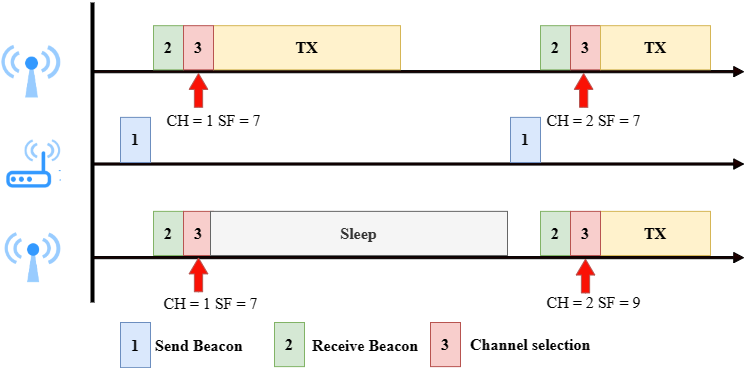 2 3 TX 2 3 TX
CH = 1 SF = 7 CH = 2 SF = 7
1 1
2 3 Sleep 2 3 TX
CH = 1 SF = 7 CH = 2 SF = 9
1 Send Beacon 2 Receive Beacon 3 Channel selection